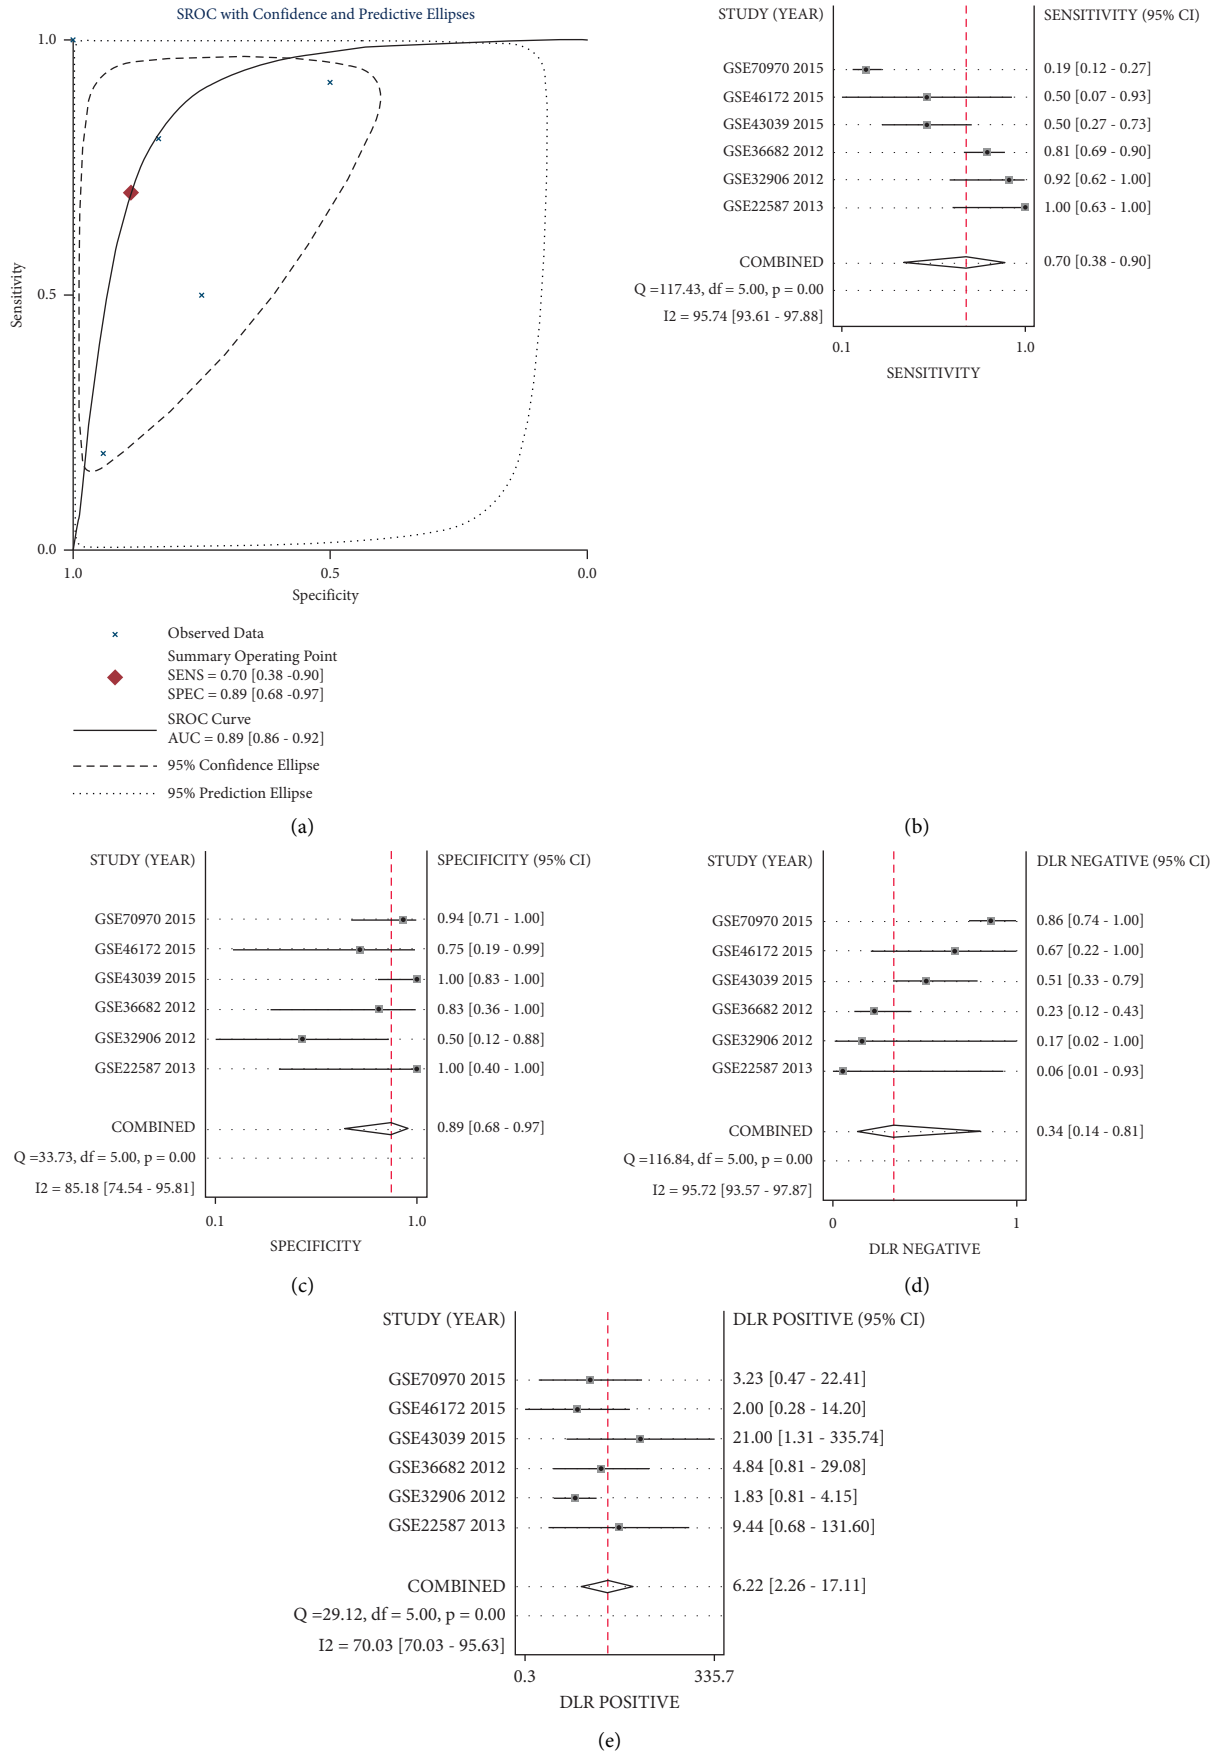 SROC with Confidence and Predictive Ellipses
1.0
0.5
0.0
Sensitivity
1.0 0.5 0.0
Specificity
Observed Data
Summary Operating Point
SENS = 0.70 [0.38 -0.90]
SPEC = 0.89 [0.68 -0.97]
SROC Curve
AUC = 0.89 [0.86 - 0.92]
95% Confidence Ellipse
95% Prediction Ellipse
(a)
STUDY (YEAR) SENSITIVITY (95% CI)
GSE70970 2015 0.19 [0.12 - 0.27]
GSE46172 2015 0.50 [0.07 - 0.93]
GSE43039 2015 0.50 [0.27 - 0.73]
GSE36682 2012 0.81 [0.69 - 0.90]
GSE32906 2012 0.92 [0.62 - 1.00]
GSE22587 2013 1.00 [0.63 - 1.00]
COMBINED 0.70 [0.38 - 0.90]
Q =117.43, df = 5.00, p = 0.00
I2 = 95.74 [93.61 - 97.88]
0.1 1.0
SENSITIVITY
(b)
STUDY (YEAR) SPECIFICITY (95% CI)
GSE70970 2015 0.94 [0.71 - 1.00]
GSE46172 2015 0.75 [0.19 - 0.99]
GSE43039 2015 1.00 [0.83 - 1.00]
GSE36682 2012 0.83 [0.36 - 1.00]
GSE32906 2012 0.50 [0.12 - 0.88]
GSE22587 2013 1.00 [0.40 - 1.00]
COMBINED 0.89 [0.68 - 0.97]
Q =33.73, df = 5.00, p = 0.00
I2 = 85.18 [74.54 - 95.81]
0.1 1.0
SPECIFICITY
(c)
STUDY (YEAR) DLR NEGATIVE (95% CI)
GSE70970 2015 0.86 [0.74 - 1.00]
GSE46172 2015 0.67 [0.22 - 1.00]
GSE43039 2015 0.51 [0.33 - 0.79]
GSE36682 2012 0.23 [0.12 - 0.43]
GSE32906 2012 0.17 [0.02 - 1.00]
GSE22587 2013 0.06 [0.01 - 0.93]
COMBINED 0.34 [0.14 - 0.81]
Q =116.84, df = 5.00, p = 0.00
I2 = 95.72 [93.57 - 97.87]
0 1
DLR NEGATIVE
(d)
STUDY (YEAR) DLR POSITIVE (95% CI)
GSE70970 2015 3.23 [0.47 - 22.41]
GSE46172 2015 2.00 [0.28 - 14.20]
GSE43039 2015 21.00 [1.31 - 335.74]
GSE36682 2012 4.84 [0.81 - 29.08]
GSE32906 2012 1.83 [0.81 - 4.15]
GSE22587 2013 9.44 [0.68 - 131.60]
COMBINED 6.22 [2.26 - 17.11]
Q =29.12, df = 5.00, p = 0.00
I2 = 70.03 [70.03 - 95.63]
0.3 335.7
DLR POSITIVE
(e)